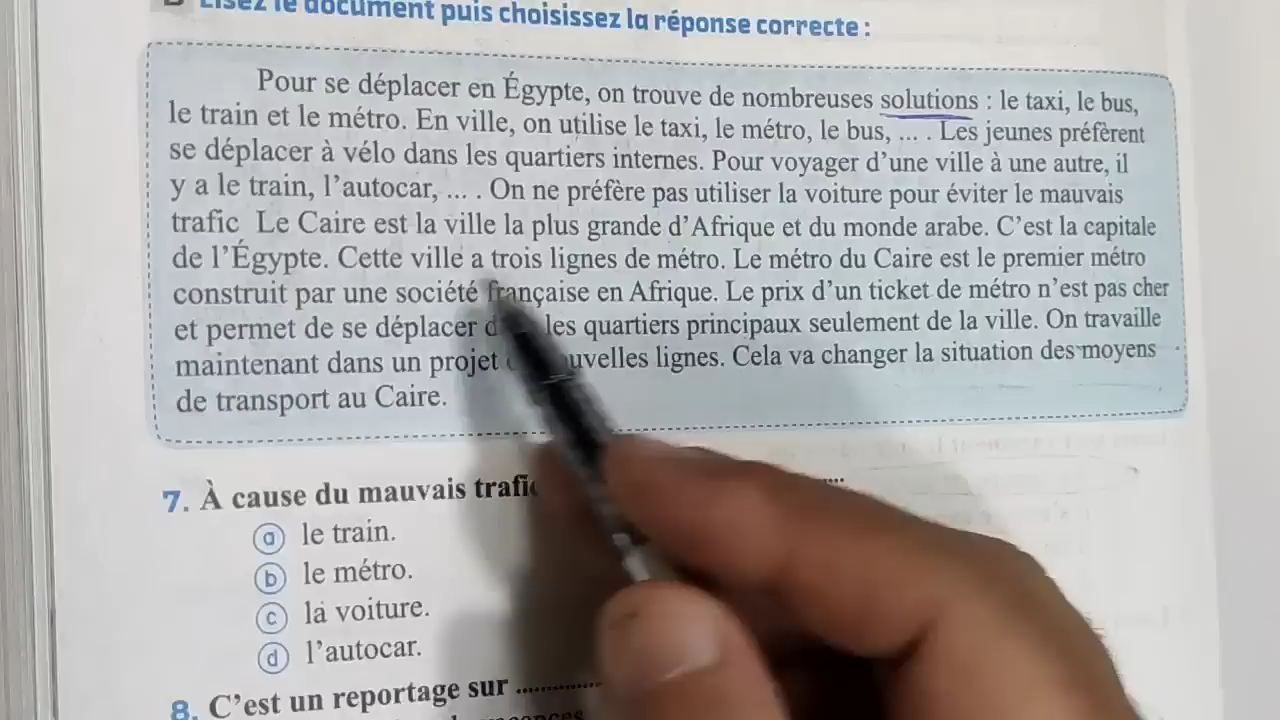 Lisez le document puis choisissez la réponse correcte :
Pour se déplacer en Égypte, on trouve de nombreuses solutions : le taxi, le bus,
le train et le métro. En ville, on utilise le taxi, le métro, le bus, ... . Les jeunes préfèrent
se déplacer à vélo dans les quartiers internes. Pour voyager d'une ville à une autre, il
y a le train, l'autocar, ... . On ne préfère pas utiliser la voiture pour éviter le mauvais
trafic Le Caire est la ville la plus grande d'Afrique et du monde arabe. C'est la capitale
de l'Égypte. Cette ville a trois lignes de métro. Le métro du Caire est le premier métro
construit par une société française en Afrique. Le prix d'un ticket de métro n'est pas cher
et permet de se déplacer les quartiers principaux seulement de la ville. On travaille
maintenant dans un projet lignes. Cela va changer la situation des moyens
de transport au Caire.
7. À cause du mauvais trafic
a le train.
b le métro.
c la voiture.
d l'autocar.
8. C'est un reportage sur ............